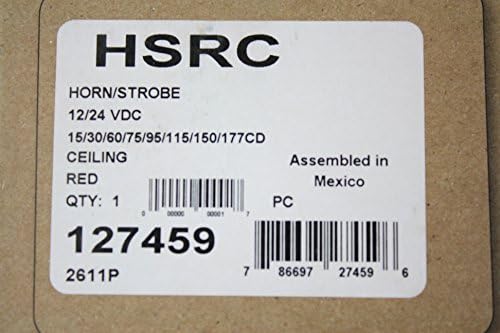 HSRC
HORN/STROBE
12/24 VDC
15/30/60/75/95/115/150/177CD
CEILING
RED
Assembled in
Mexico
QTY: 1
0 00000 00001 7
PC
127459
2611P
7 86697 27459 6